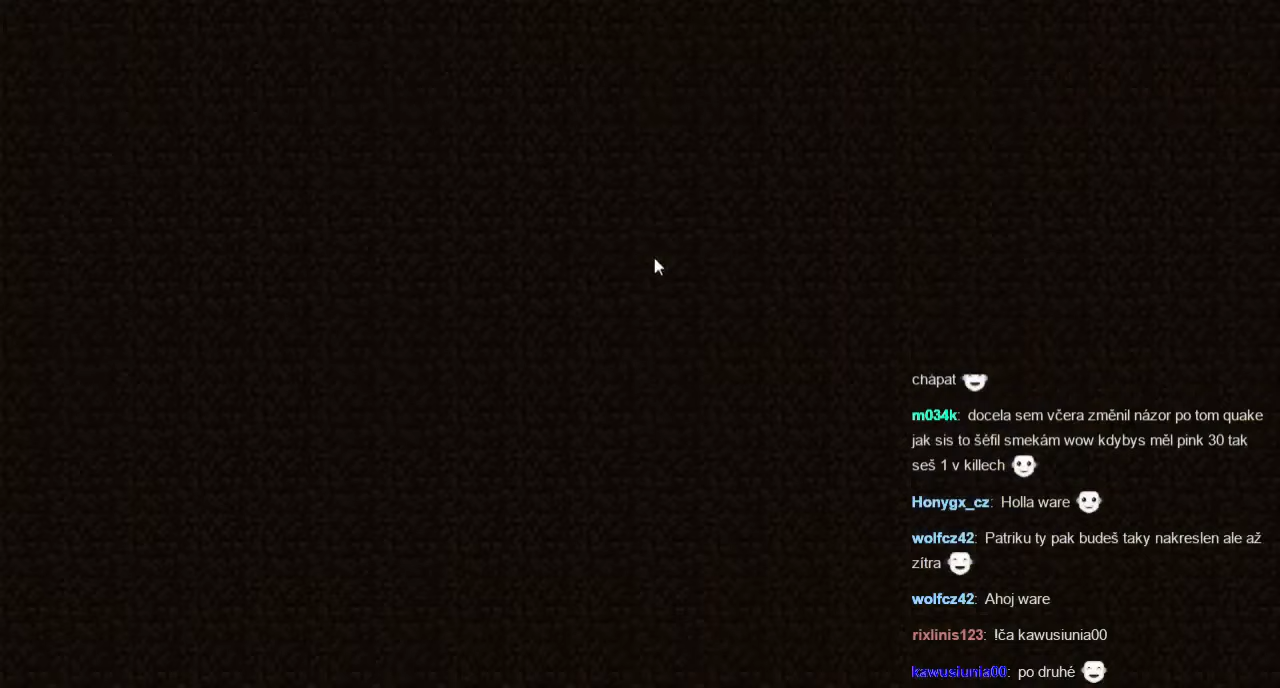 chápat
m034k: docela sem včera změnil názor po tom quake
jak sis to šéfil smekám wow kdybys měl pink 30 tak
seš 1 v killech
Honygx_cz: Holla ware
wolfcz42: Patriku ty pak budeš taky nakreslen ale až
zítra
wolfcz42: Ahoj ware
rixlinis123: !ča kawusiunia00
kawusiunia00: po druhé